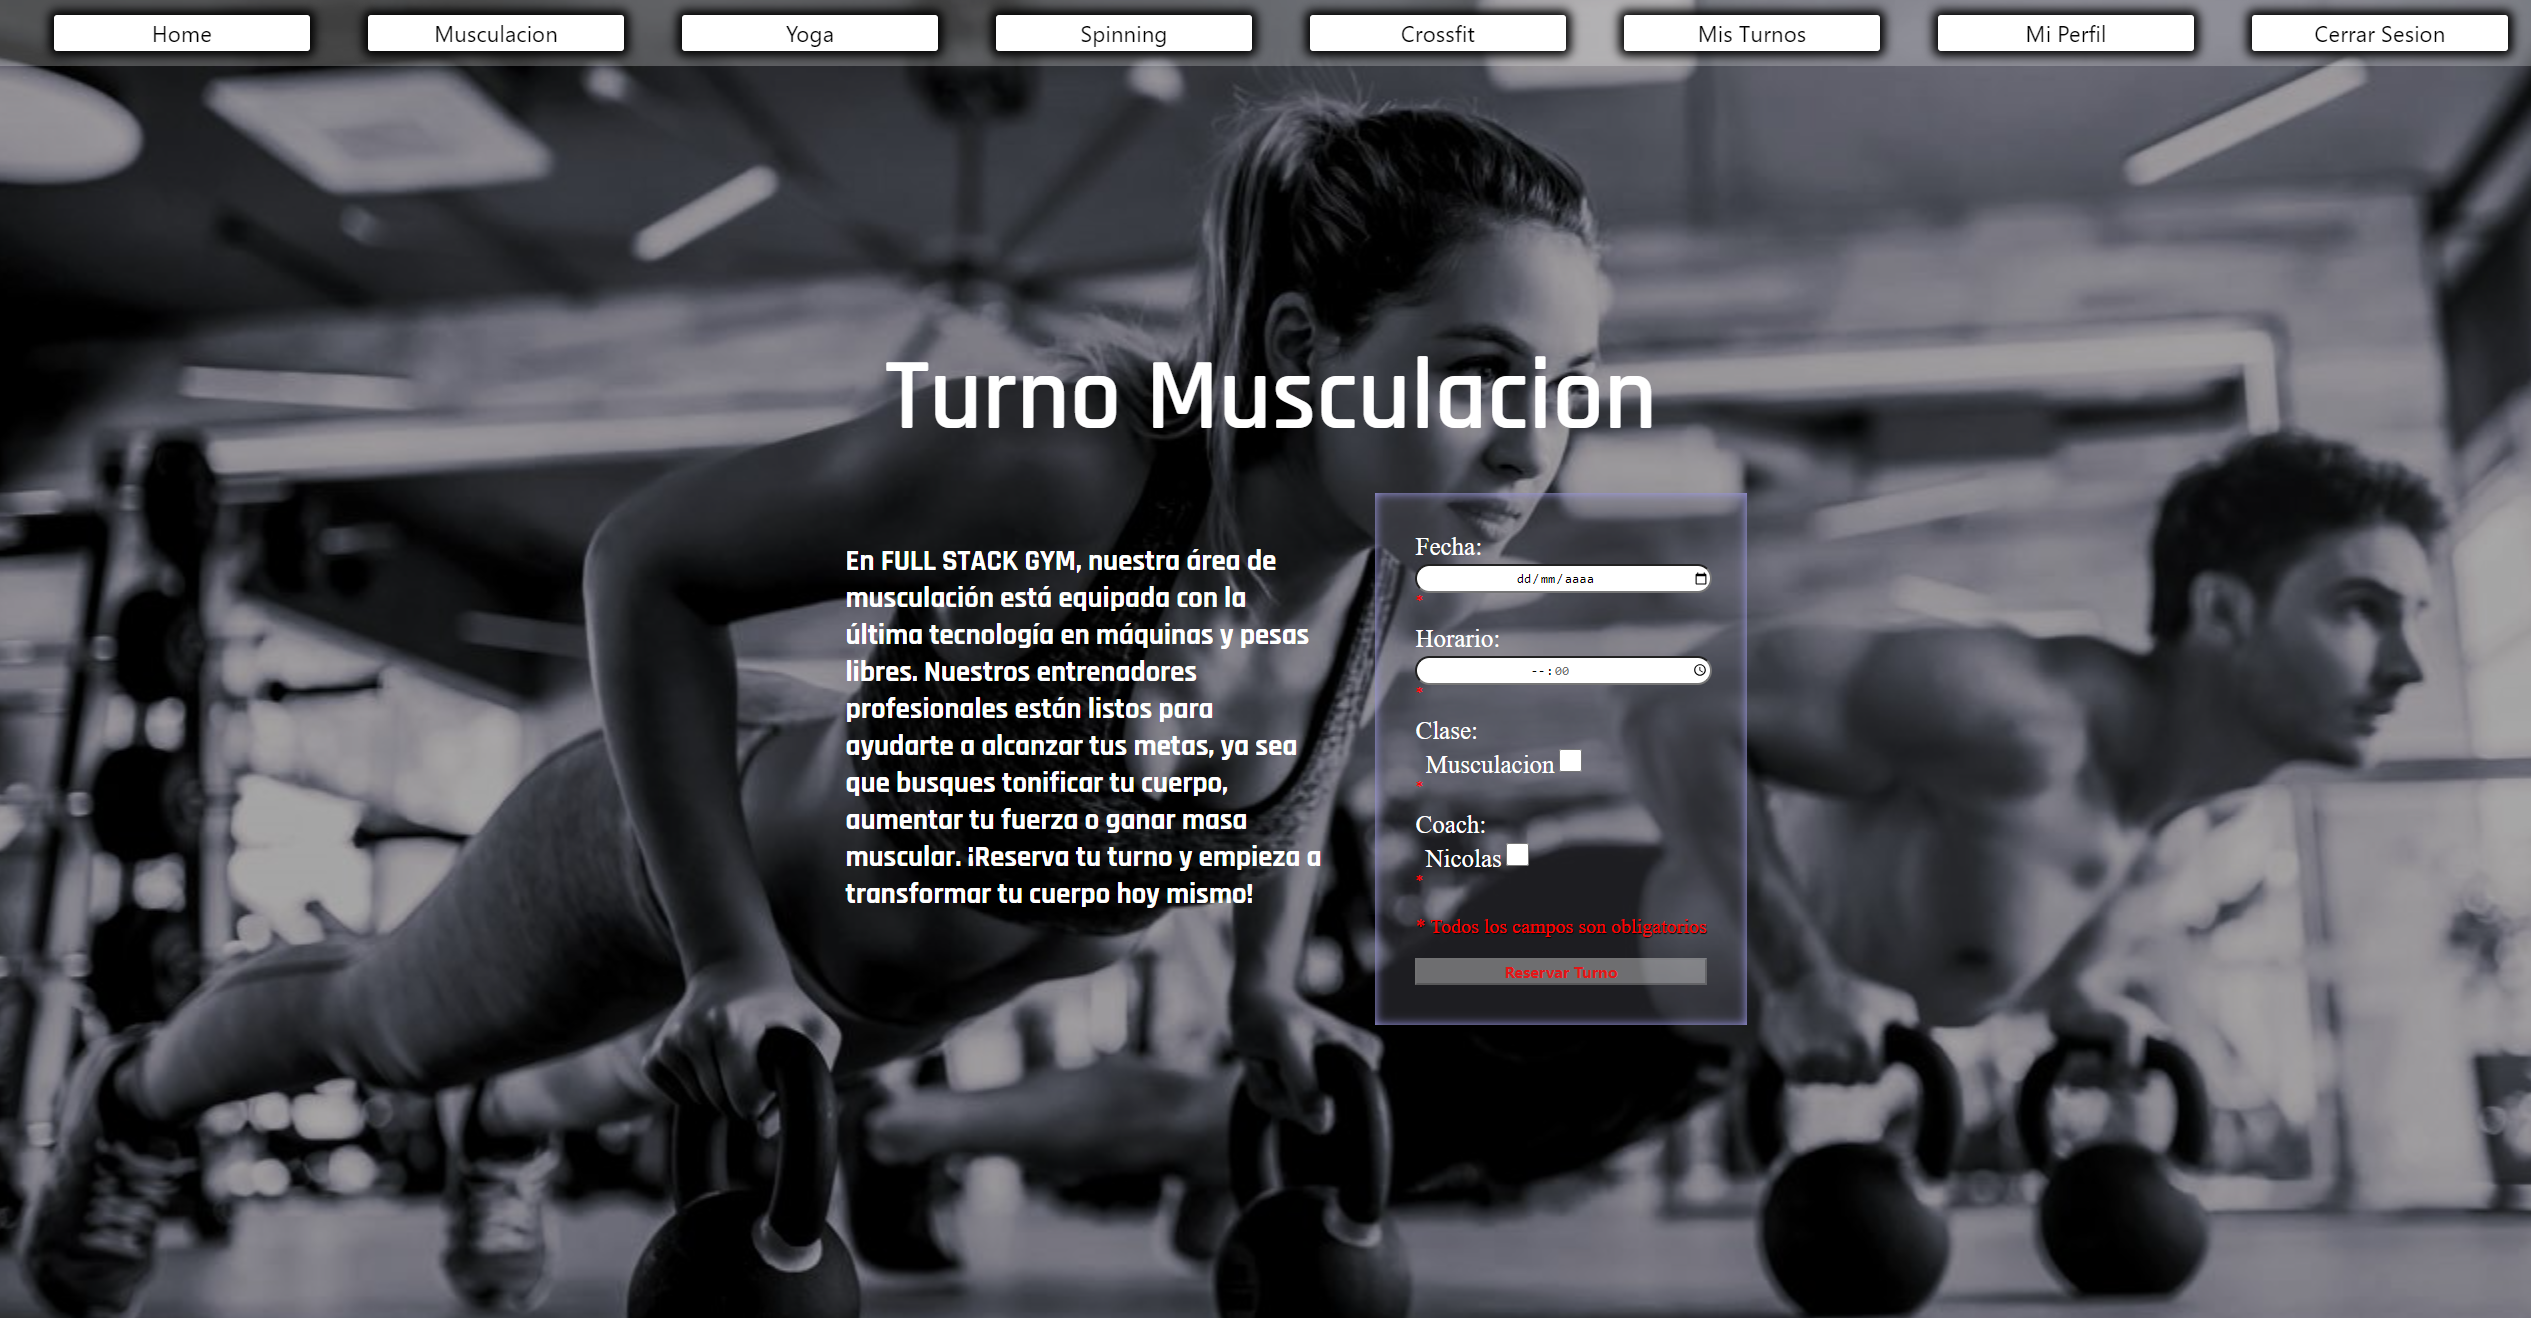 Home Musculacion Yoga Spinning Crossfit Mis Turnos Mi Perfil Cerrar Sesion
Turno Musculacion
En FULL STACK GYM, nuestra área de
musculación está equipada con la
última tecnología en máquinas y pesas
libres. Nuestros entrenadores
profesionales están listos para
ayudarte a alcanzar tus metas, ya sea
que busques tonificar tu cuerpo,
aumentar tu fuerza o ganar masa
muscular. ¡Reserva tu turno y empieza a
transformar tu cuerpo hoy mismo!
Fecha:
dd/mm/aaaa
*
Horario:
--:00
*
Clase:
Musculacion
*
Coach:
Nicolas
*
* Todos los campos son obligatorios
Reservar Turno